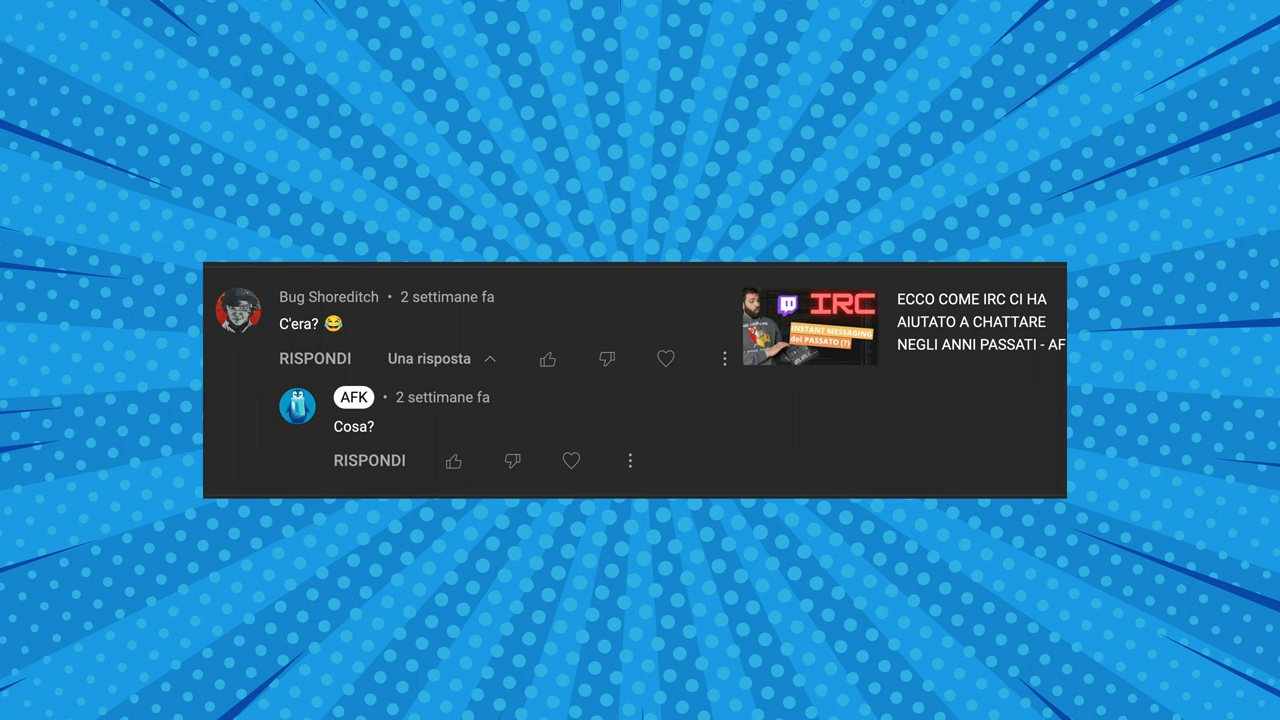 Bug Shoreditch • 2 settimane fa
C'era? 😂
RISPONDI Una risposta
AFK • 2 settimane fa
Cosa?
RISPONDI
IRC
INSTANT MESSAGING
del PASSATO (?)
ECCO COME IRC CI HA
AIUTATO A CHATTARE
NEGLI ANNI PASSATI - AF